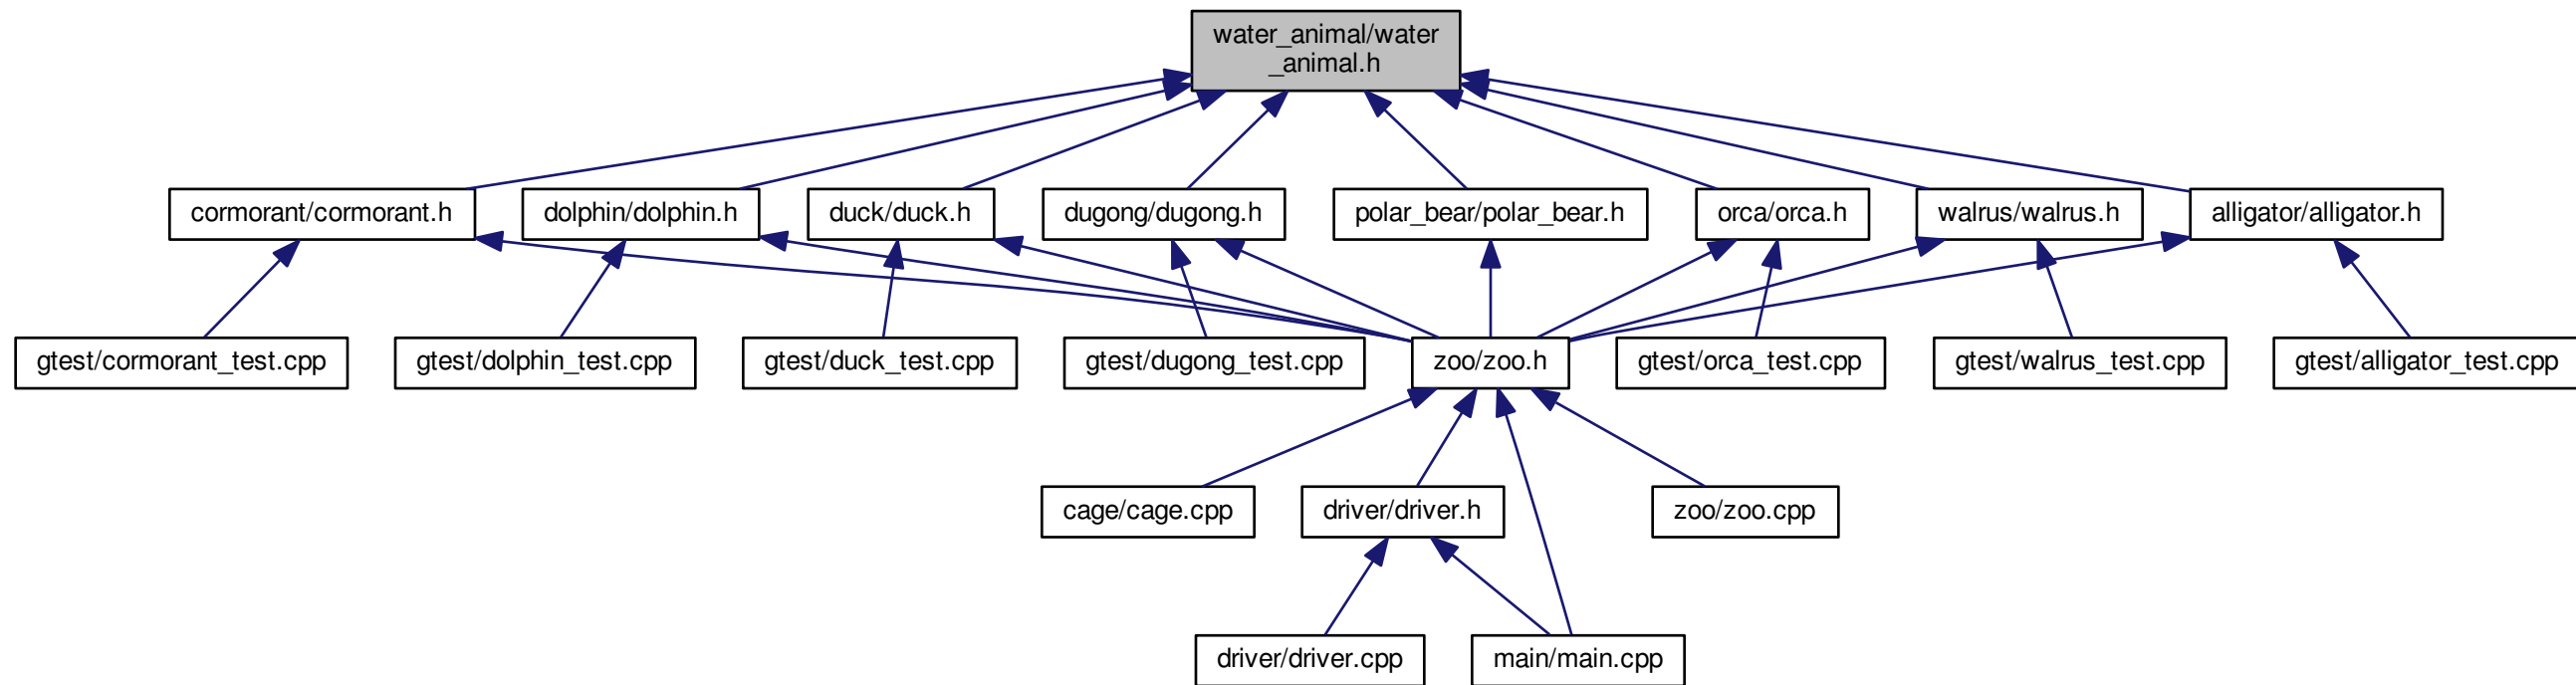 water_animal/water
_animal.h
cormorant/cormorant.h
dolphin/dolphin.h
duck/duck.h
dugong/dugong.h
polar_bear/polar_bear.h
orca/orca.h
walrus/walrus.h
alligator/alligator.h
gtest/cormorant_test.cpp
gtest/dolphin_test.cpp
gtest/duck_test.cpp
gtest/dugong_test.cpp
zoo/zoo.h
gtest/orca_test.cpp
gtest/walrus_test.cpp
gtest/alligator_test.cpp
cage/cage.cpp
driver/driver.h
zoo/zoo.cpp
driver/driver.cpp
main/main.cpp